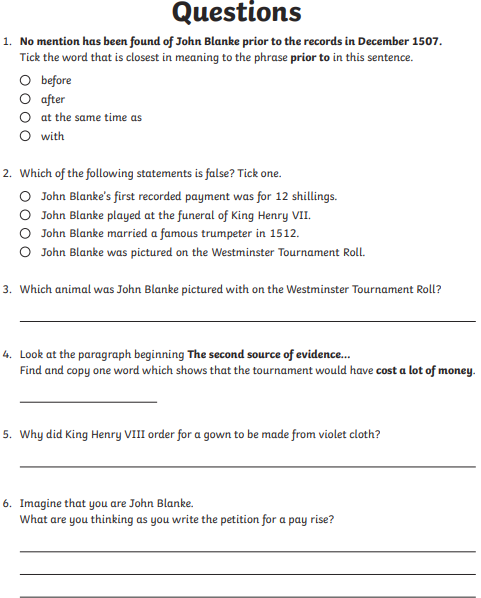 Questions
1. No mention has been found of John Blanke prior to the records in December 1507.
Tick the word that is closest in meaning to the phrase prior to in this sentence.
before
after
at the same time as
with
2. Which of the following statements is false? Tick one.
John Blanke's first recorded payment was for 12 shillings.
John Blanke played at the funeral of King Henry VII.
John Blanke married a famous trumpeter in 1512.
John Blanke was pictured on the Westminster Tournament Roll.
3. Which animal was John Blanke pictured with on the Westminster Tournament Roll?
4. Look at the paragraph beginning The second source of evidence...
Find and copy one word which shows that the tournament would have cost a lot of money.
5. Why did King Henry VIII order for a gown to be made from violet cloth?
6. Imagine that you are John Blanke.
What are you thinking as you write the petition for a pay rise?